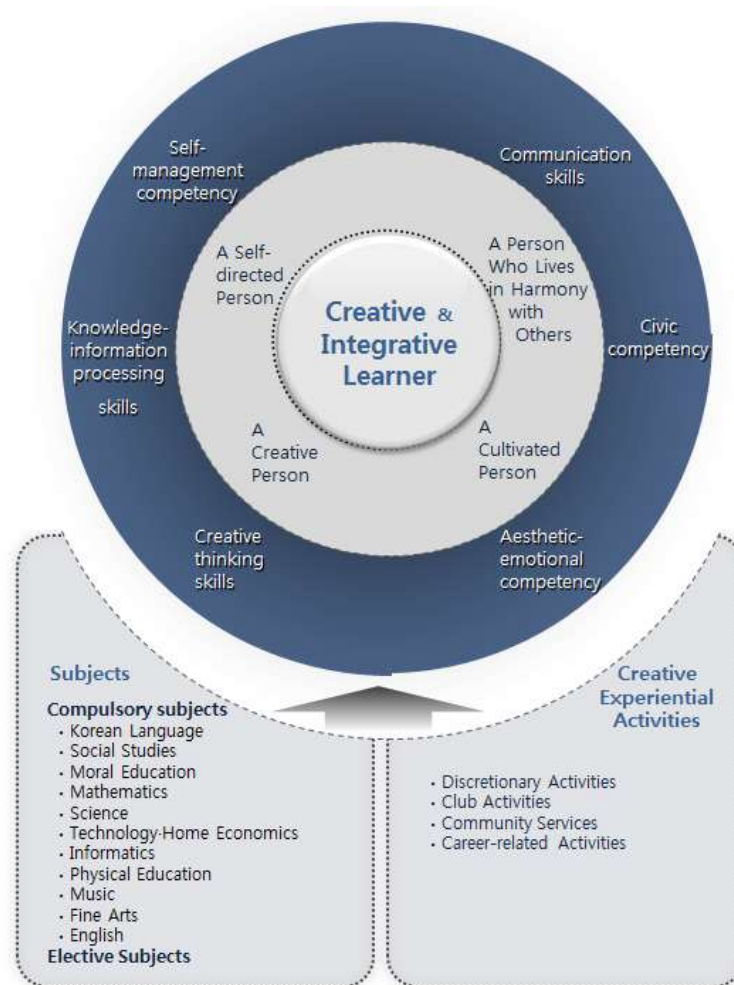 Self-
management
competency
Communication
skills
A Self-
directed
Person
A Person
Who Lives
in Harmony
with
Others
Creative &
Integrative
Learner
Knowledge-
information
processing
skills
Civic
competency
A
Creative
Person
A
Cultivated
Person
Creative
thinking
skills
Aesthetic-
emotional
competency
Subjects
Compulsory subjects
· Korean Language
· Social Studies
· Moral Education
· Mathematics
· Science
· Technology·Home Economics
· Informatics
· Physical Education
· Music
· Fine Arts
· English
Elective Subjects
Creative
Experiential
Activities
· Discretionary Activities
· Club Activities
· Community Services
· Career-related Activities